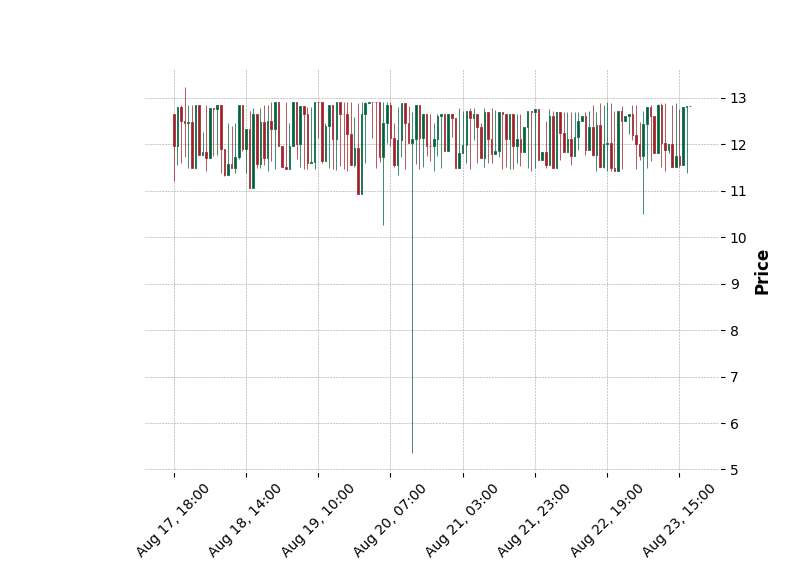 13
12
11
10
9
8
7
6
5
Price
Aug 17, 18:00
Aug 18, 14:00
Aug 19, 10:00
Aug 20, 07:00
Aug 21, 03:00
Aug 21, 23:00
Aug 22, 19:00
Aug 23, 15:00